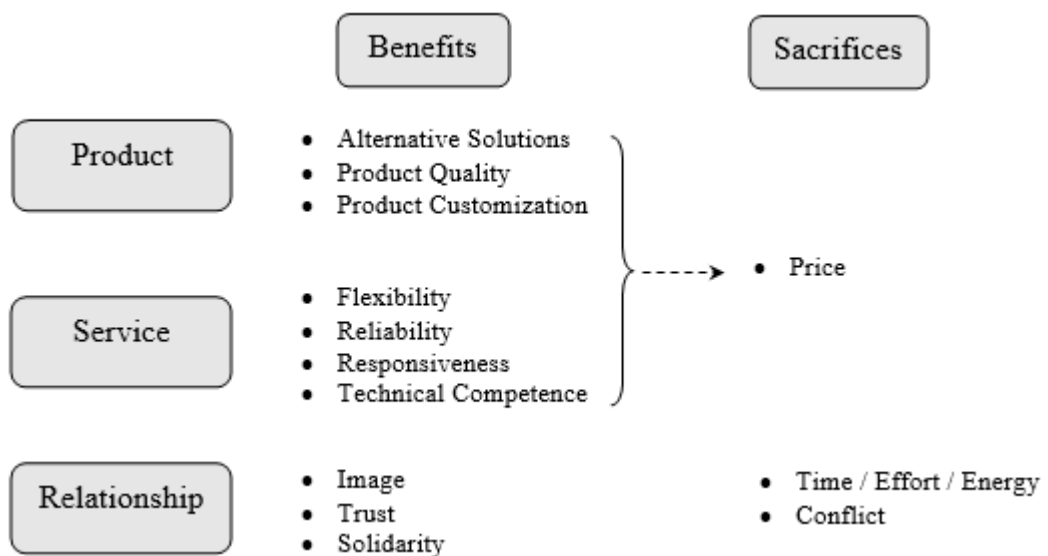 Benefits
Sacrifices
Product
• Alternative Solutions
• Product Quality
• Product Customization
• Price
Service
• Flexibility
• Reliability
• Responsiveness
• Technical Competence
Relationship
• Image
• Trust
• Solidarity
• Time / Effort / Energy
• Conflict